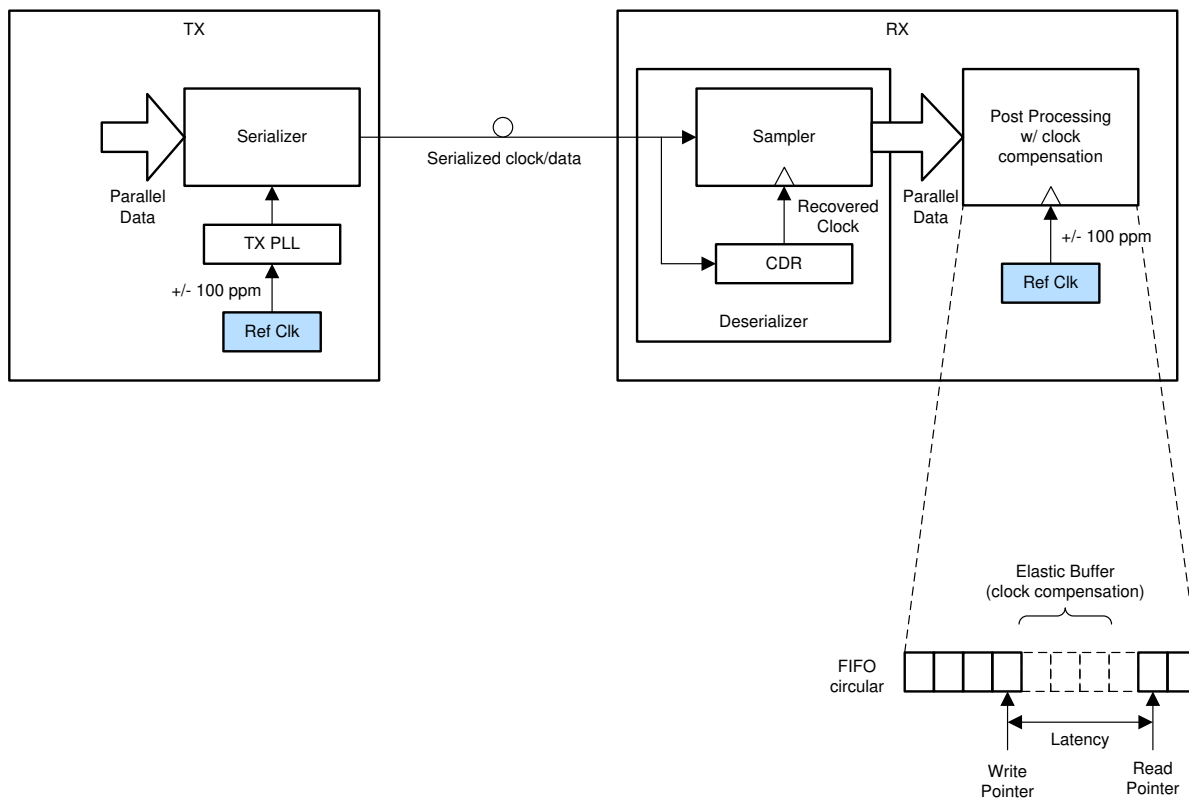 TX
RX
Parallel
Data
Serializer
TX PLL
+/- 100 ppm
Ref Clk
Serialized clock/data
Sampler
Recovered
Clock
CDR
Deserializer
Parallel
Data
Post Processing
w/ clock
compensation
+/- 100 ppm
Ref Clk
Elastic Buffer
(clock compensation)
FIFO
circular
Latency
Write
Pointer
Read
Pointer